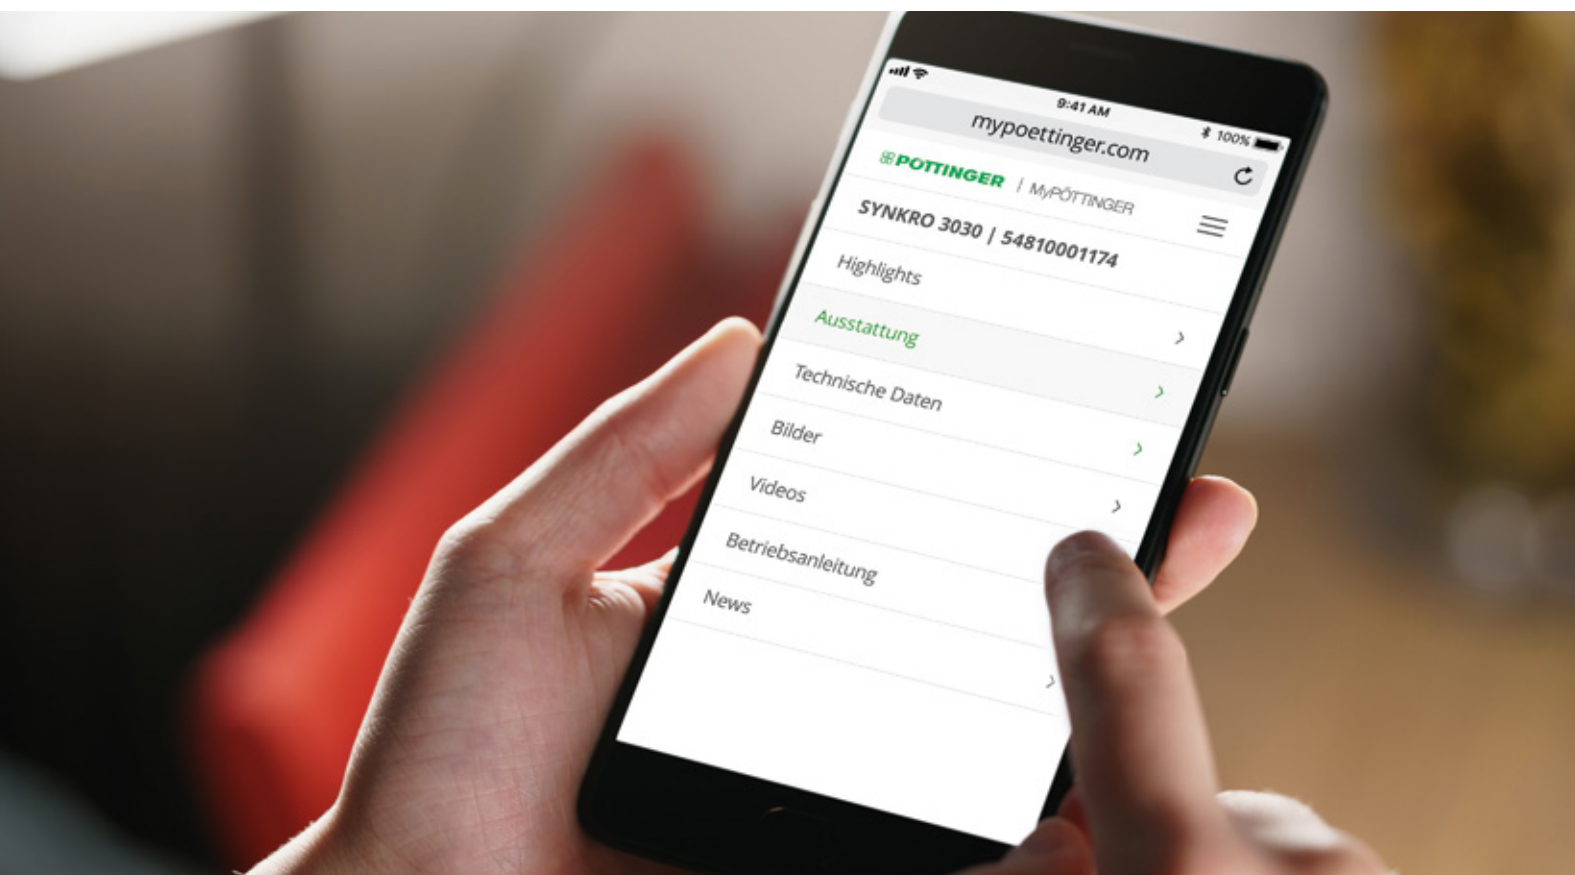 9:41 AM
100%
mypoettinger.com
PÖTTINGER | MyPÖTTINGER
SYNKRO 3030 | 54810001174
Highlights
Ausstattung
Technische Daten
Bilder
Videos
Betriebsanleitung
News